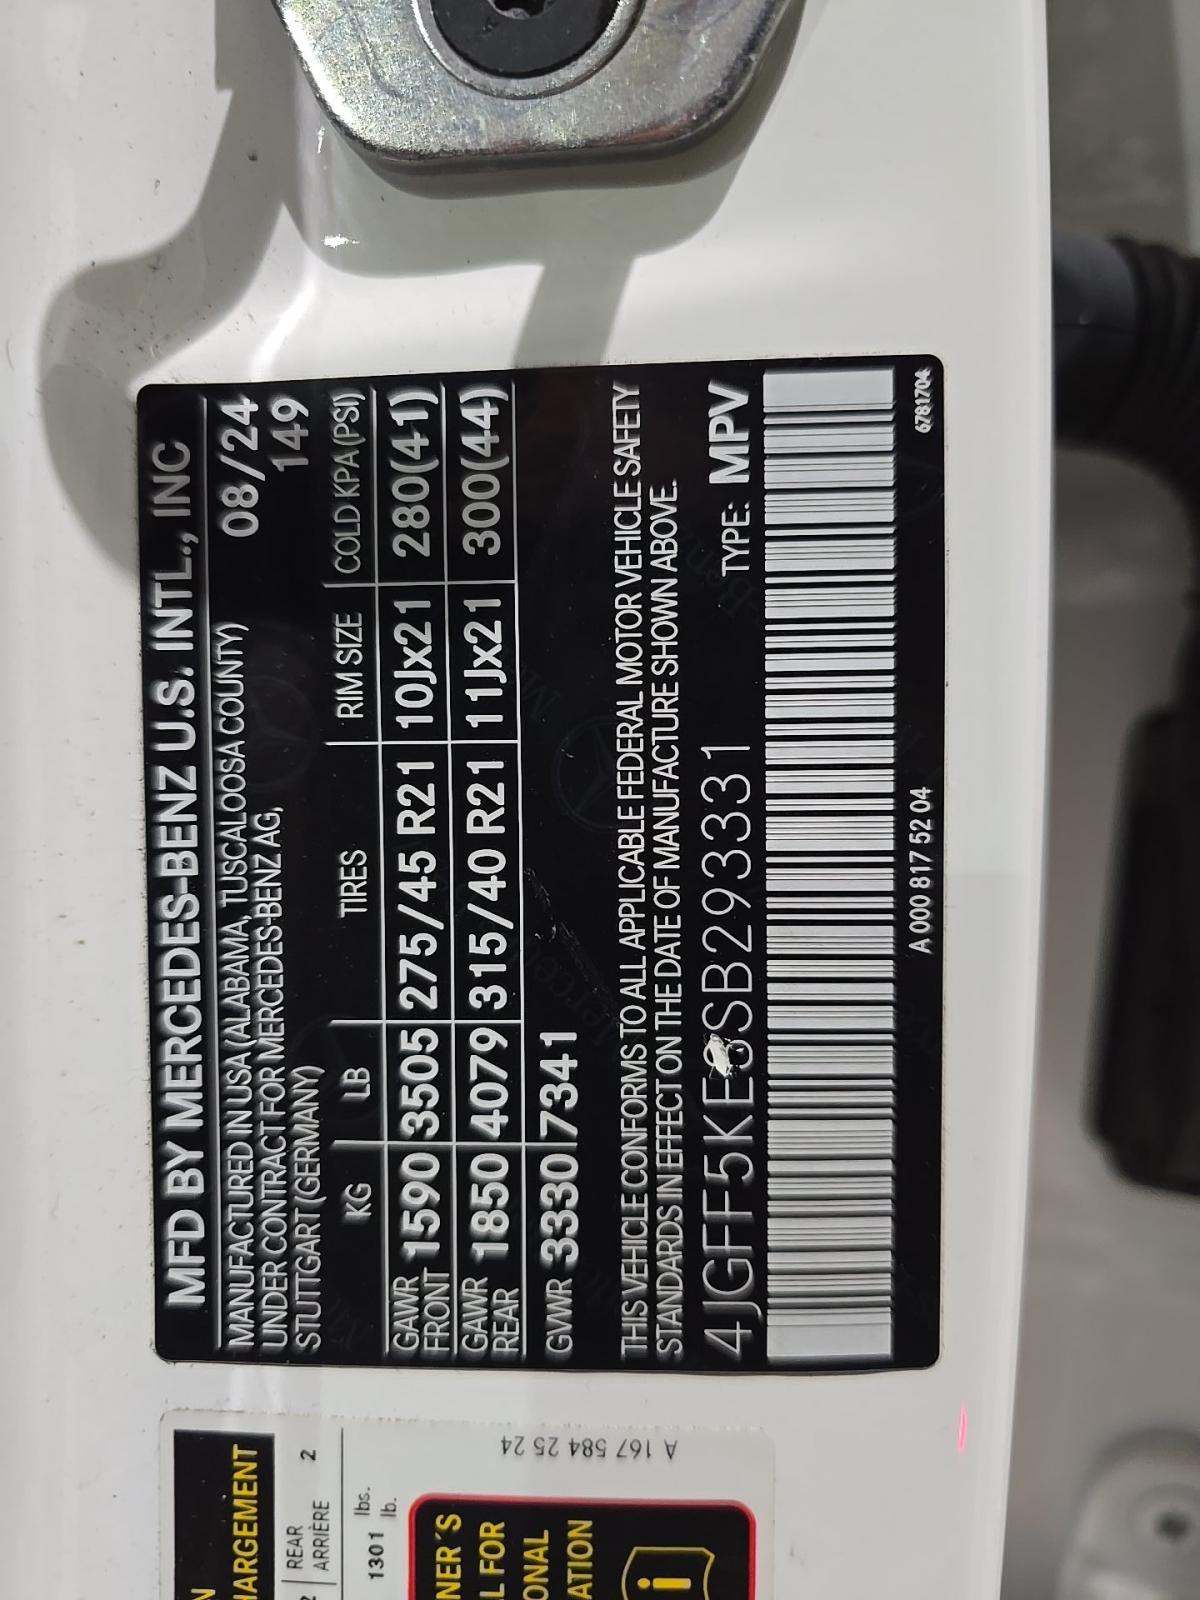 MFD BY MERCEDES-BENZ U.S. INTL., INC
MANUFACTURED IN USA (ALABAMA, TUSCALOOSA COUNTY) 08/24
UNDER CONTRACT FOR MERCEDES-BENZ AG, 149
STUTTGART (GERMANY)
KG LB TIRES RIM SIZE COLD KPA(PSI)
GAWR FRONT 1590 3505 275/45 R21 10Jx21 280(41)
GAWR REAR 1850 4079 315/40 R21 11Jx21 300(44)
GVWR 3330 7341
THIS VEHICLE CONFORMS TO ALL APPLICABLE FEDERAL MOTOR VEHICLE SAFETY
STANDARDS IN EFFECT ON THE DATE OF MANUFACTURE SHOWN ABOVE.
4JGFF5KE3SB293331 TYPE: MPV
A 000 817 52 04
6781704
HARGEMENT
REAR
ARRIÈRE 2
1301 lbs.
lb.
A 167 584 25 24